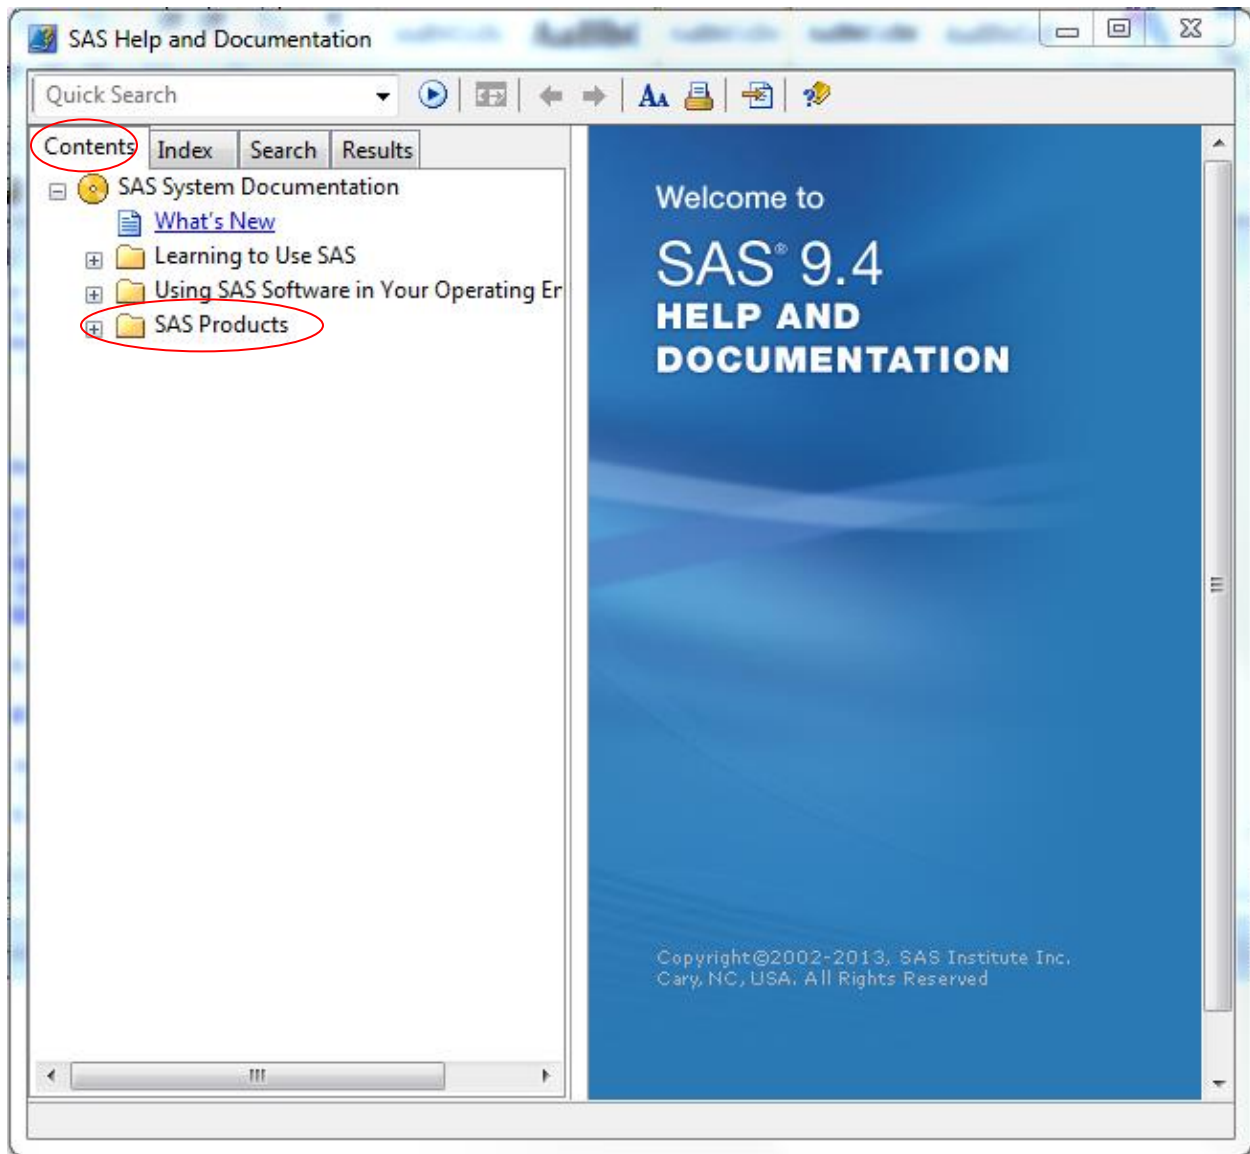 SAS Help and Documentation
Quick Search
Contents Index Search Results
SAS System Documentation
What's New
Learning to Use SAS
Using SAS Software in Your Operating Er
SAS Products
Welcome to
SAS® 9.4
HELP AND
DOCUMENTATION
Copyright©2002-2013, SAS Institute Inc.
Cary, NC, USA. All Rights Reserved